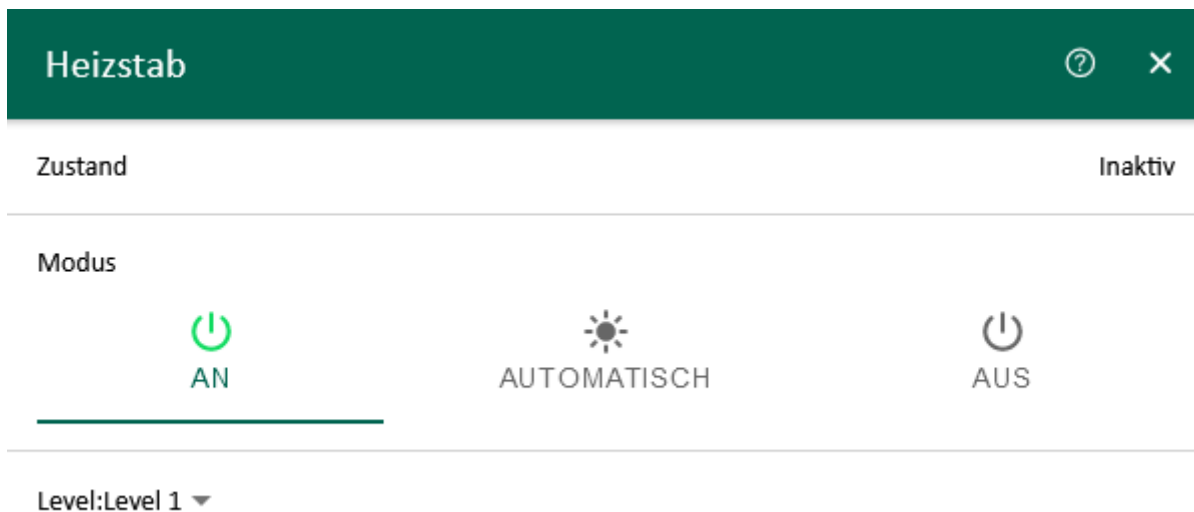 Heizstab
Zustand Inaktiv
Modus
AN AUTOMATISCH AUS
Level:Level 1